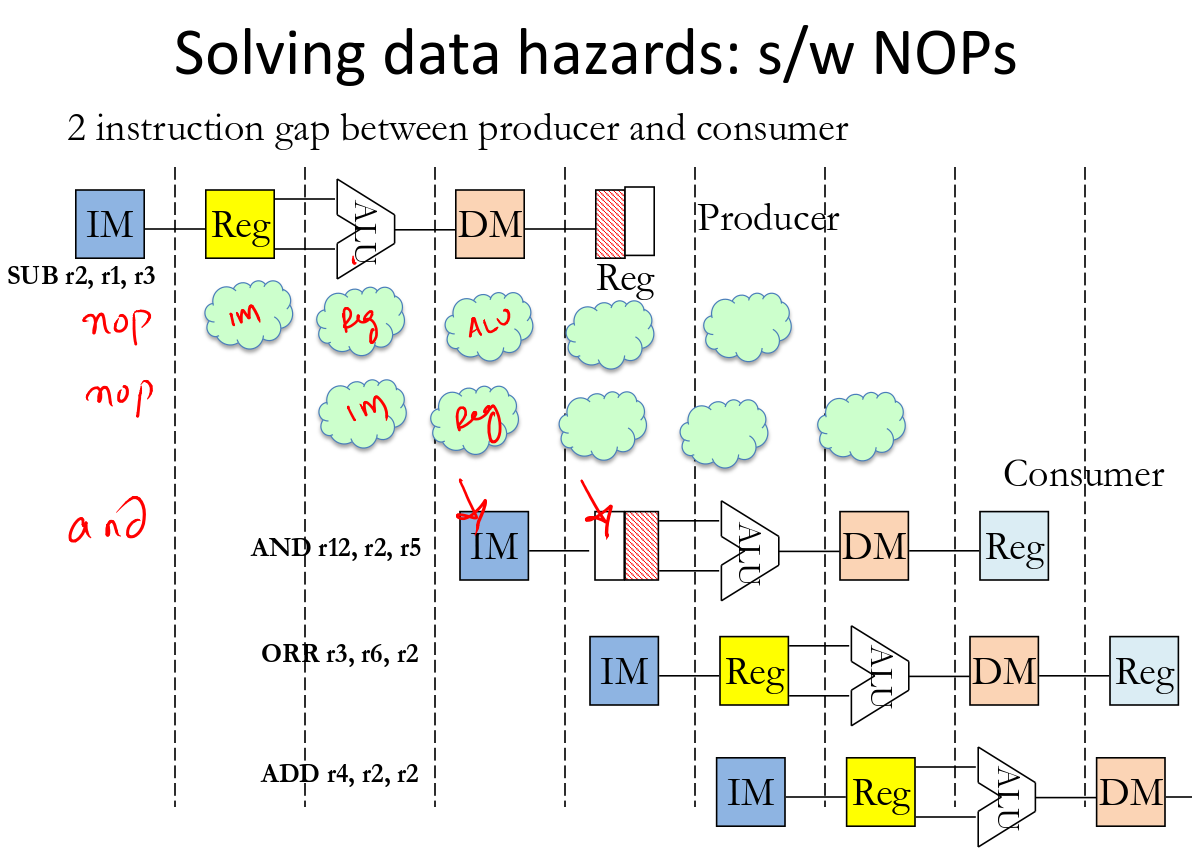 Solving data hazards: s/w NOPs
2 instruction gap between producer and consumer
IM Reg ALU DM Producer
SUB r2, r1, r3 Reg
nop IM Reg ALU
nop IM Reg
Consumer
and
AND r12, r2, r5 IM ALU DM Reg
ORR r3, r6, r2 IM Reg ALU DM Reg
ADD r4, r2, r2 IM Reg ALU DM